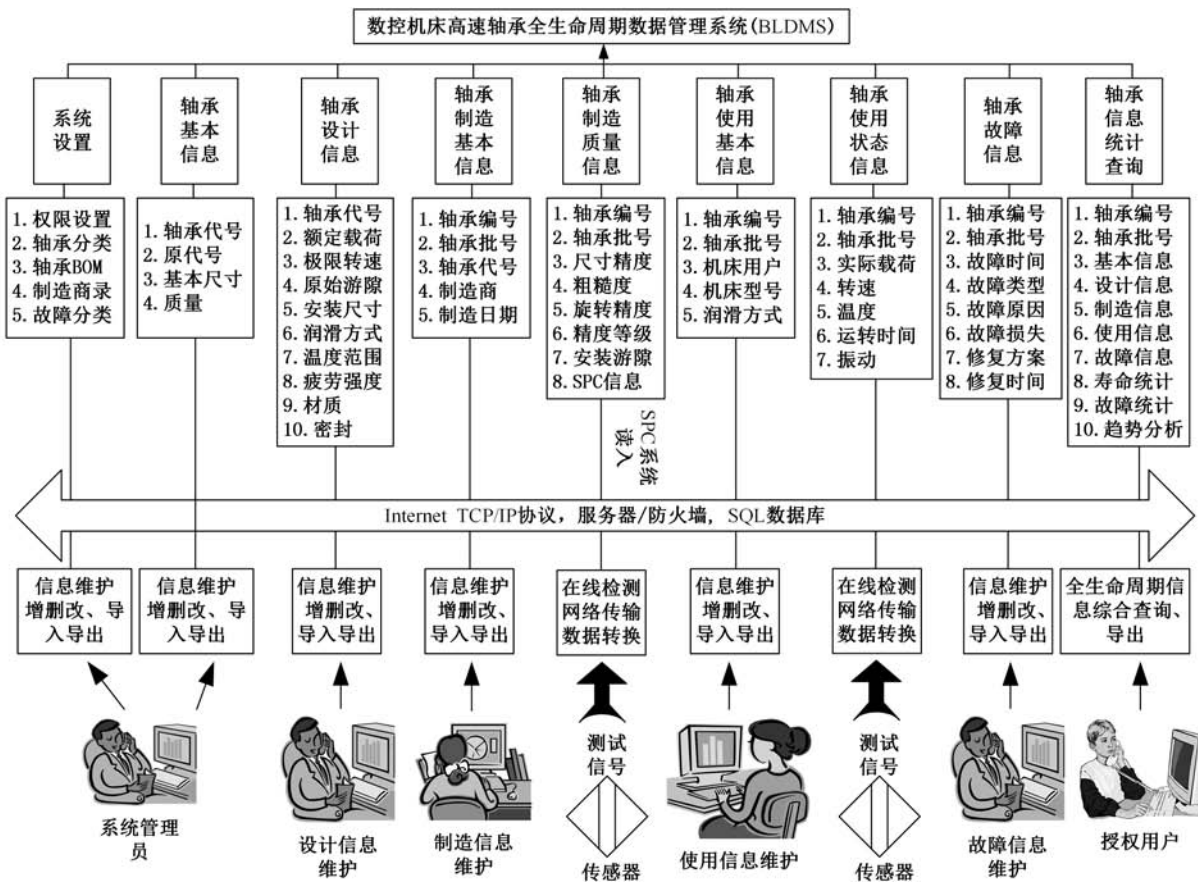 数控机床高速轴承全生命周期数据管理系统(BLDMS)
系统
设置
轴承
基本
信息
轴承
设计
信息
轴承
制造
基本
信息
轴承
制造
质量
信息
轴承
使用
基本
信息
轴承
使用
状态
信息
轴承
故障
信息
轴承
信息
统计
查询
1. 权限设置
2. 轴承分类
3. 轴承BOM
4. 制造商录
5. 故障分类
1. 轴承代号
2. 原代号
3. 基本尺寸
4. 质量
1. 轴承代号
2. 额定载荷
3. 极限转速
4. 原始游隙
5. 安装尺寸
6. 润滑方式
7. 温度范围
8. 疲劳强度
9. 材质
10. 密封
1. 轴承编号
2. 轴承批号
3. 轴承代号
4. 制造商
5. 制造日期
1. 轴承编号
2. 轴承批号
3. 尺寸精度
4. 粗糙度
5. 旋转精度
6. 精度等级
7. 安装游隙
8. SPC信息
1. 轴承编号
2. 轴承批号
3. 机床用户
4. 机床型号
5. 润滑方式
1. 轴承编号
2. 轴承批号
3. 实际载荷
4. 转速
5. 温度
6. 运转时间
7. 振动
1. 轴承编号
2. 轴承批号
3. 故障时间
4. 故障类型
5. 故障原因
6. 故障损失
7. 修复方案
8. 修复时间
1. 轴承编号
2. 轴承批号
3. 基本信息
4. 设计信息
5. 制造信息
6. 使用信息
7. 故障信息
8. 寿命统计
9. 故障统计
10. 趋势分析
SPC系统
读入
Internet TCP/IP协议，服务器/防火墙, SQL数据库
信息维护
增删改、导
入导出
信息维护
增删改、导
入导出
信息维护
增删改、
导入导出
信息维护
增删改、
导入导出
在线检测
网络传输
数据转换
信息维护
增删改、
导入导出
在线检测
网络传输
数据转换
信息维护
增删改、
导入导出
全生命周期信
息综合查询、
导出
系统管理
员
设计信息
维护
制造信息
维护
测试
信号
传感器
使用信息维护
测试
信号
传感器
故障信息
维护
授权用户